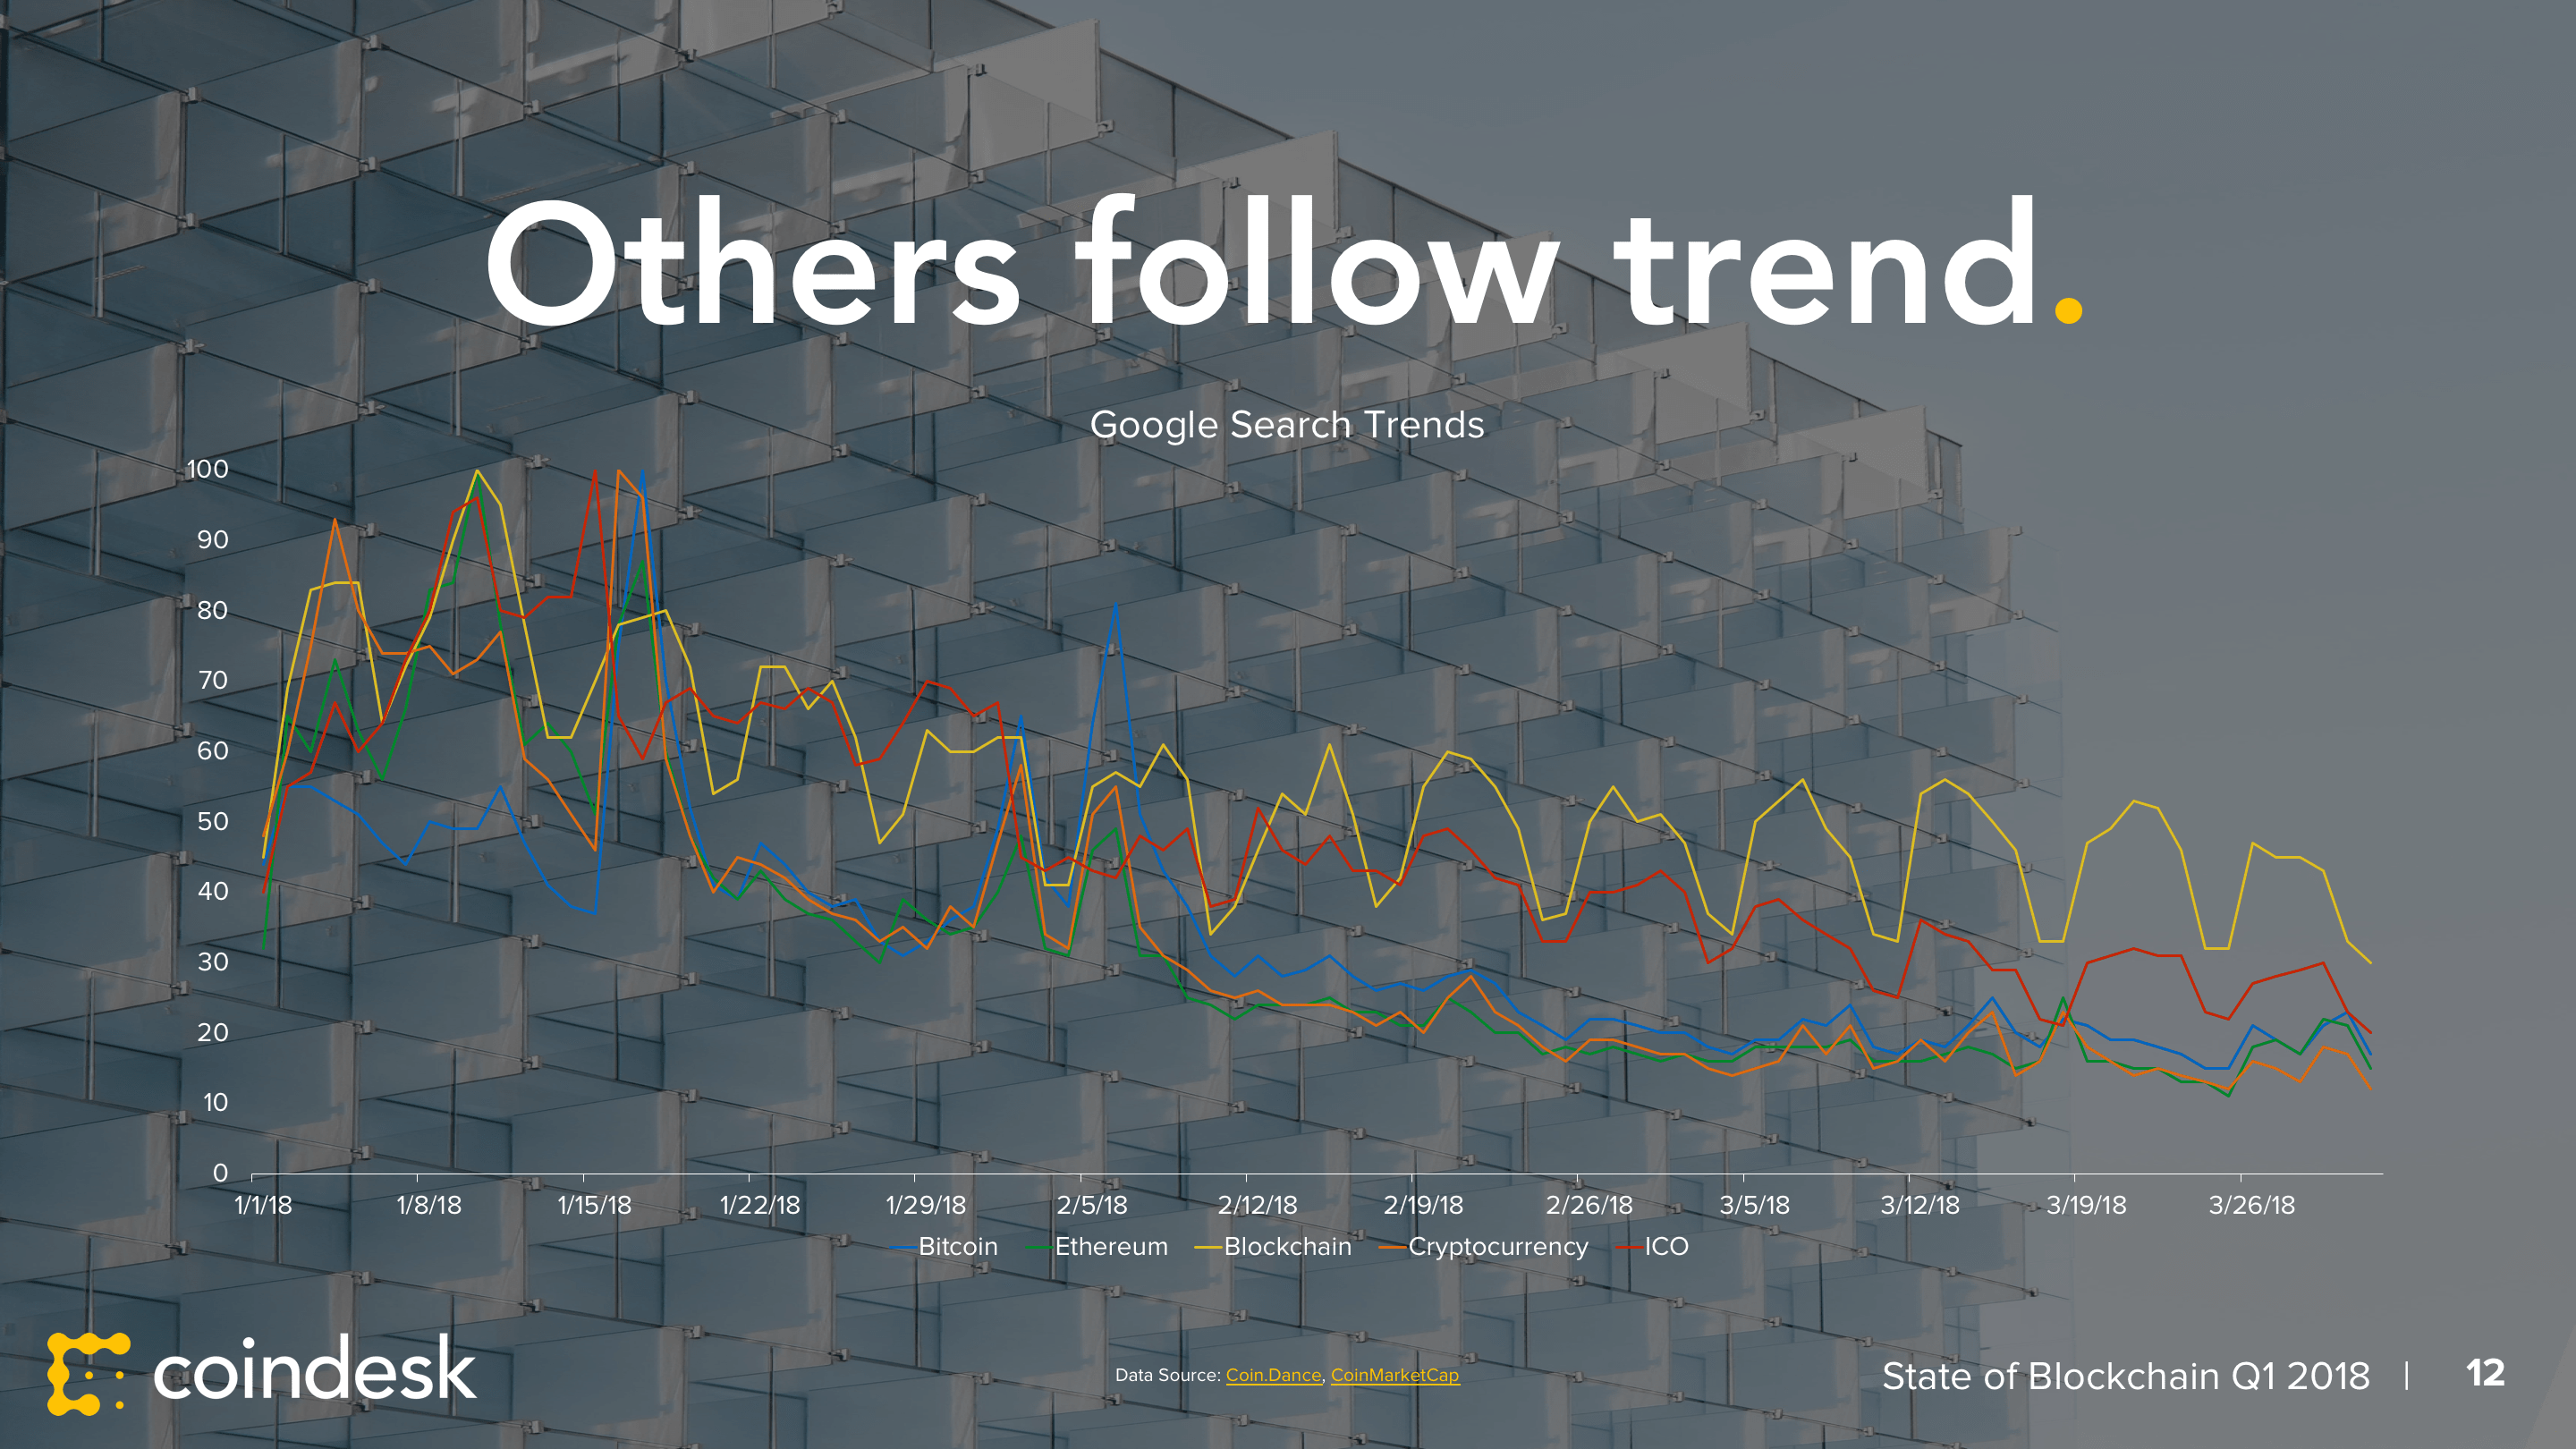 Others follow trend.
Google Search Trends
100
90
80
70
60
50
40
30
20
10
0
1/1/18 1/8/18 1/15/18 1/22/18 1/29/18 2/5/18 2/12/18 2/19/18 2/26/18 3/5/18 3/12/18 3/19/18 3/26/18
Bitcoin Ethereum Blockchain Cryptocurrency ICO
coindesk
Data Source: Coin.Dance, CoinMarketCap
State of Blockchain Q1 2018 | 12